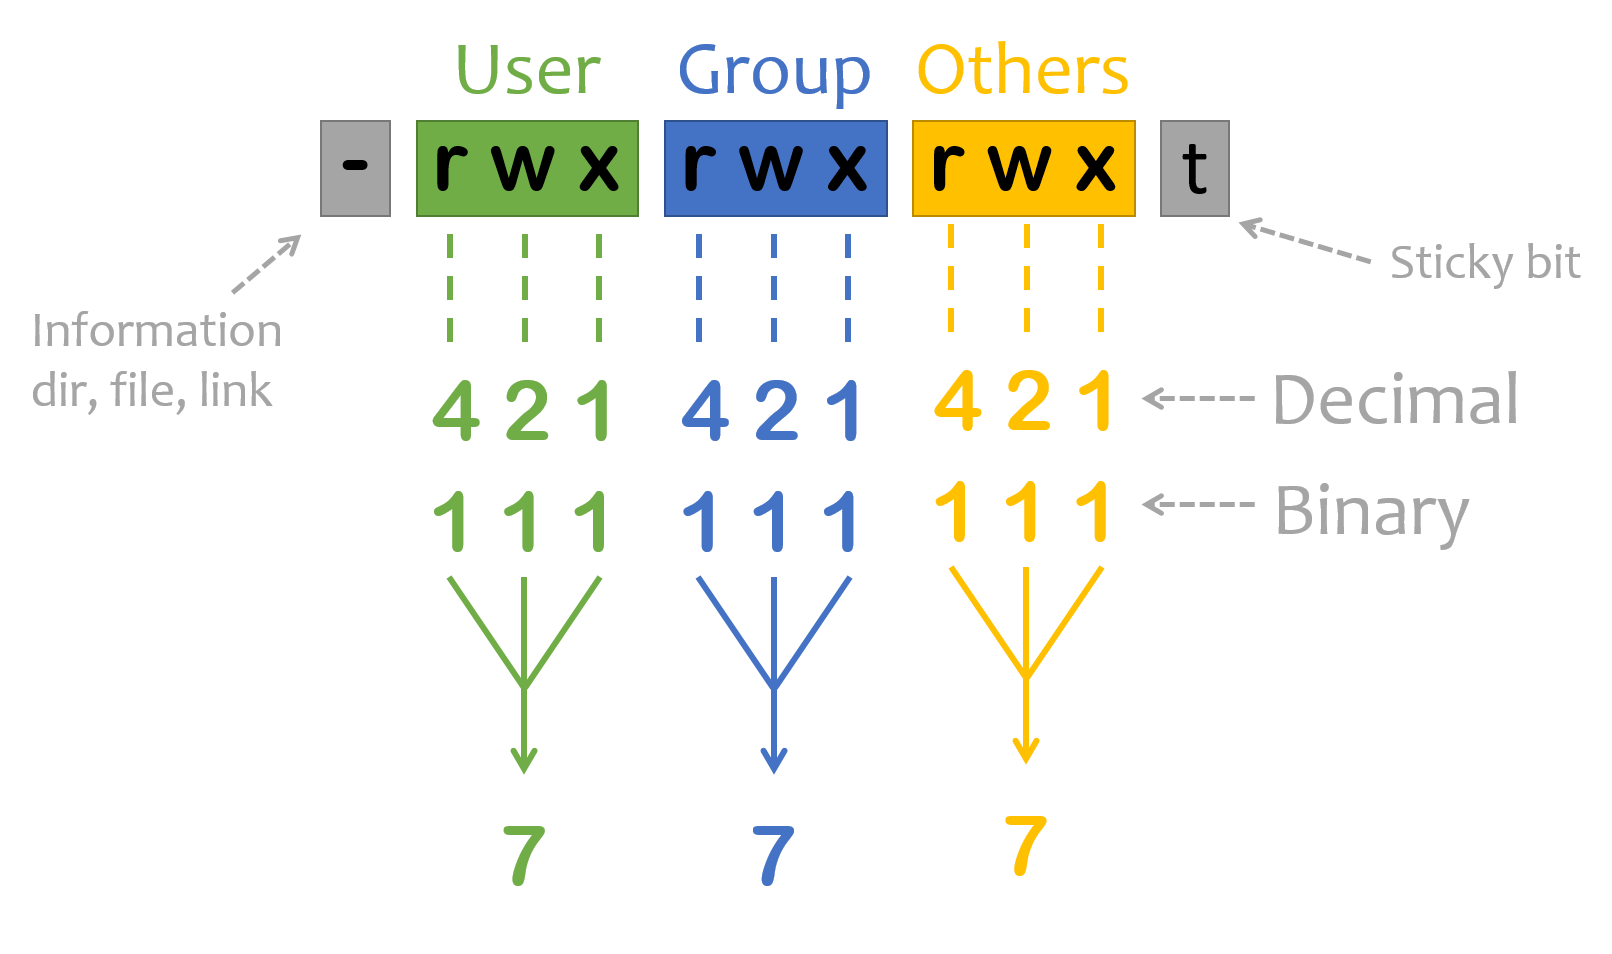 User Group Others
- r w x r w x r w x t
Sticky bit
Information
dir, file, link
4 2 1 4 2 1 4 2 1 Decimal
1 1 1 1 1 1 1 1 1 Binary
7 7 7